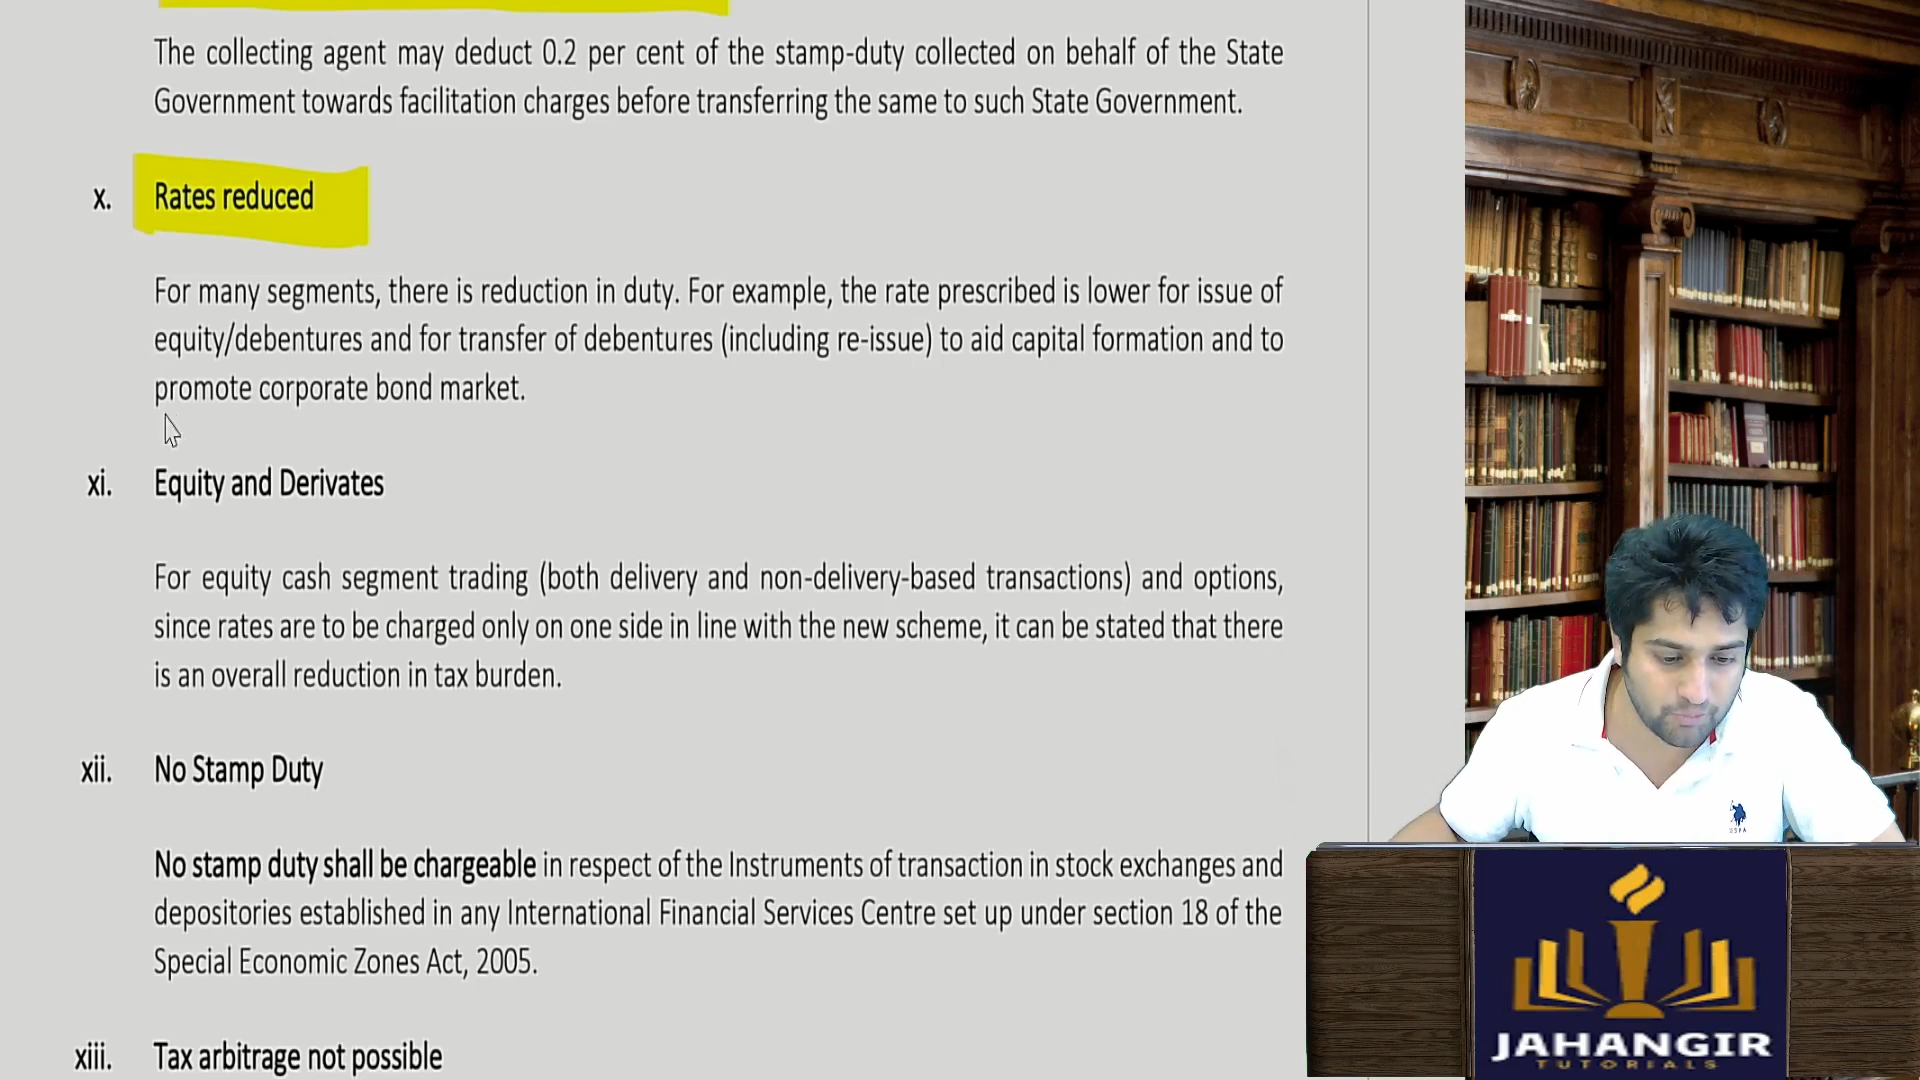 The collecting agent may deduct 0.2 per cent of the stamp-duty collected on behalf of the State
Government towards facilitation charges before transferring the same to such State Government.
x. Rates reduced
For many segments, there is reduction in duty. For example, the rate prescribed is lower for issue of
equity/debentures and for transfer of debentures (including re-issue) to aid capital formation and to
promote corporate bond market.
xi. Equity and Derivates
For equity cash segment trading (both delivery and non-delivery-based transactions) and options,
since rates are to be charged only on one side in line with the new scheme, it can be stated that there
is an overall reduction in tax burden.
xii. No Stamp Duty
No stamp duty shall be chargeable in respect of the Instruments of transaction in stock exchanges and
depositories established in any International Financial Services Centre set up under section 18 of the
Special Economic Zones Act, 2005.
xiii. Tax arbitrage not possible
USPA
JAHANGIR
TUTORIALS